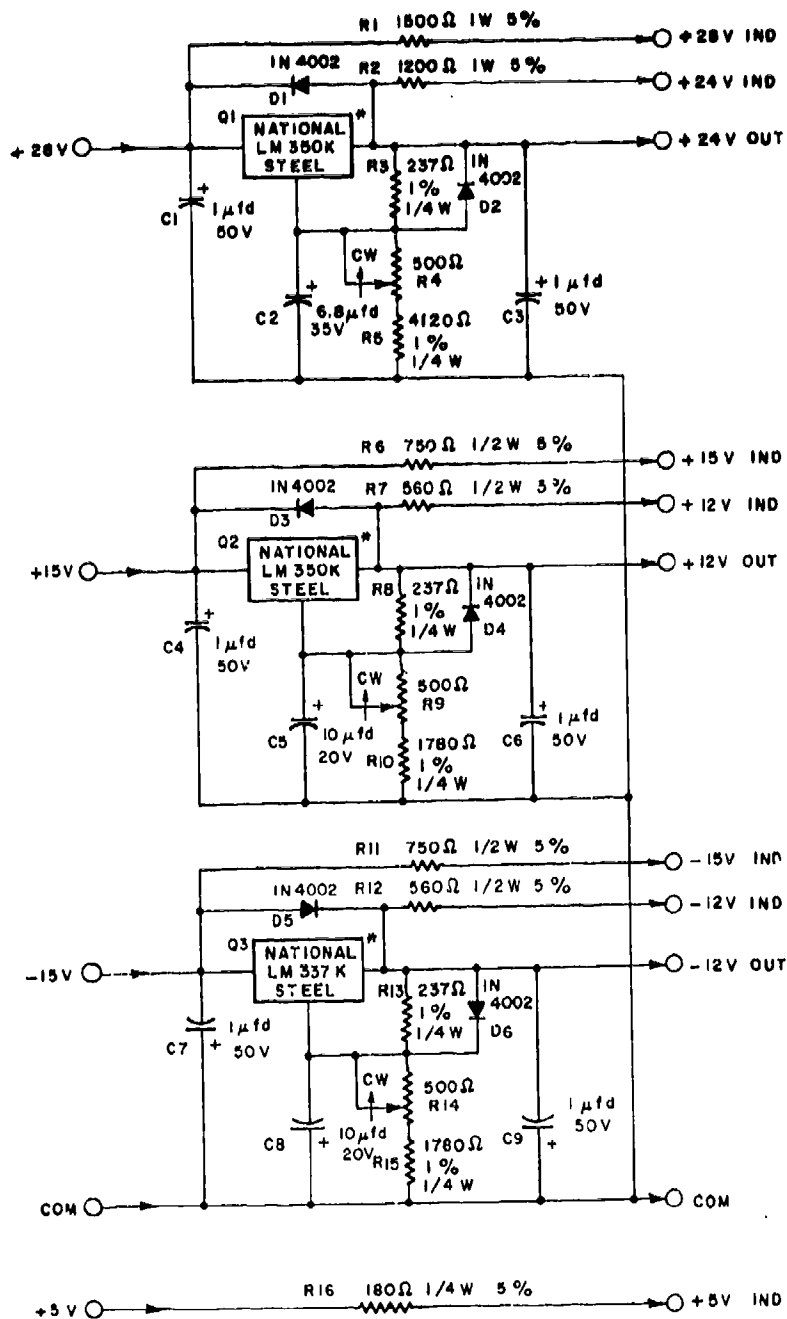 R1 1500Ω 1W 5%
+28V IND
IN 4002
R2 1200Ω 1W 5%
+24V IND
D1
Q1
NATIONAL
LM 350K
STEEL
*
+28V
+24V OUT
R3
237Ω
1%
1/4W
IN
4002
D2
C1
+
1μfd
50V
CW
500Ω
R4
C2
+
6.8μfd
35V
R5
4120Ω
1%
1/4W
C3
+1μfd
50V
R6 750Ω 1/2W 5%
+15V IND
IN4002
R7 560Ω 1/2W 3%
+12V IND
D3
Q2
NATIONAL
LM 350K
STEEL
*
+15V
+12V OUT
R8
237Ω
1%
1/4W
IN
4002
D4
C4
+
1μfd
50V
CW
500Ω
R9
C5
+
10μfd
20V
R10
1780Ω
1%
1/4W
C6
+
1μfd
50V
R11 750Ω 1/2W 5%
-15V IND
IN4002
R12 560Ω 1/2W 5%
-12V IND
D5
Q3
NATIONAL
LM 337K
STEEL
*
-15V
-12V OUT
R13
237Ω
1%
1/4W
IN
4002
D6
C7
+
1μfd
50V
CW
500Ω
R14
C8
+
10μfd
20V
R15
1780Ω
1%
1/4W
C9
+
1μfd
50V
COM
COM
R16 180Ω 1/4W 5%
+5V
+5V IND